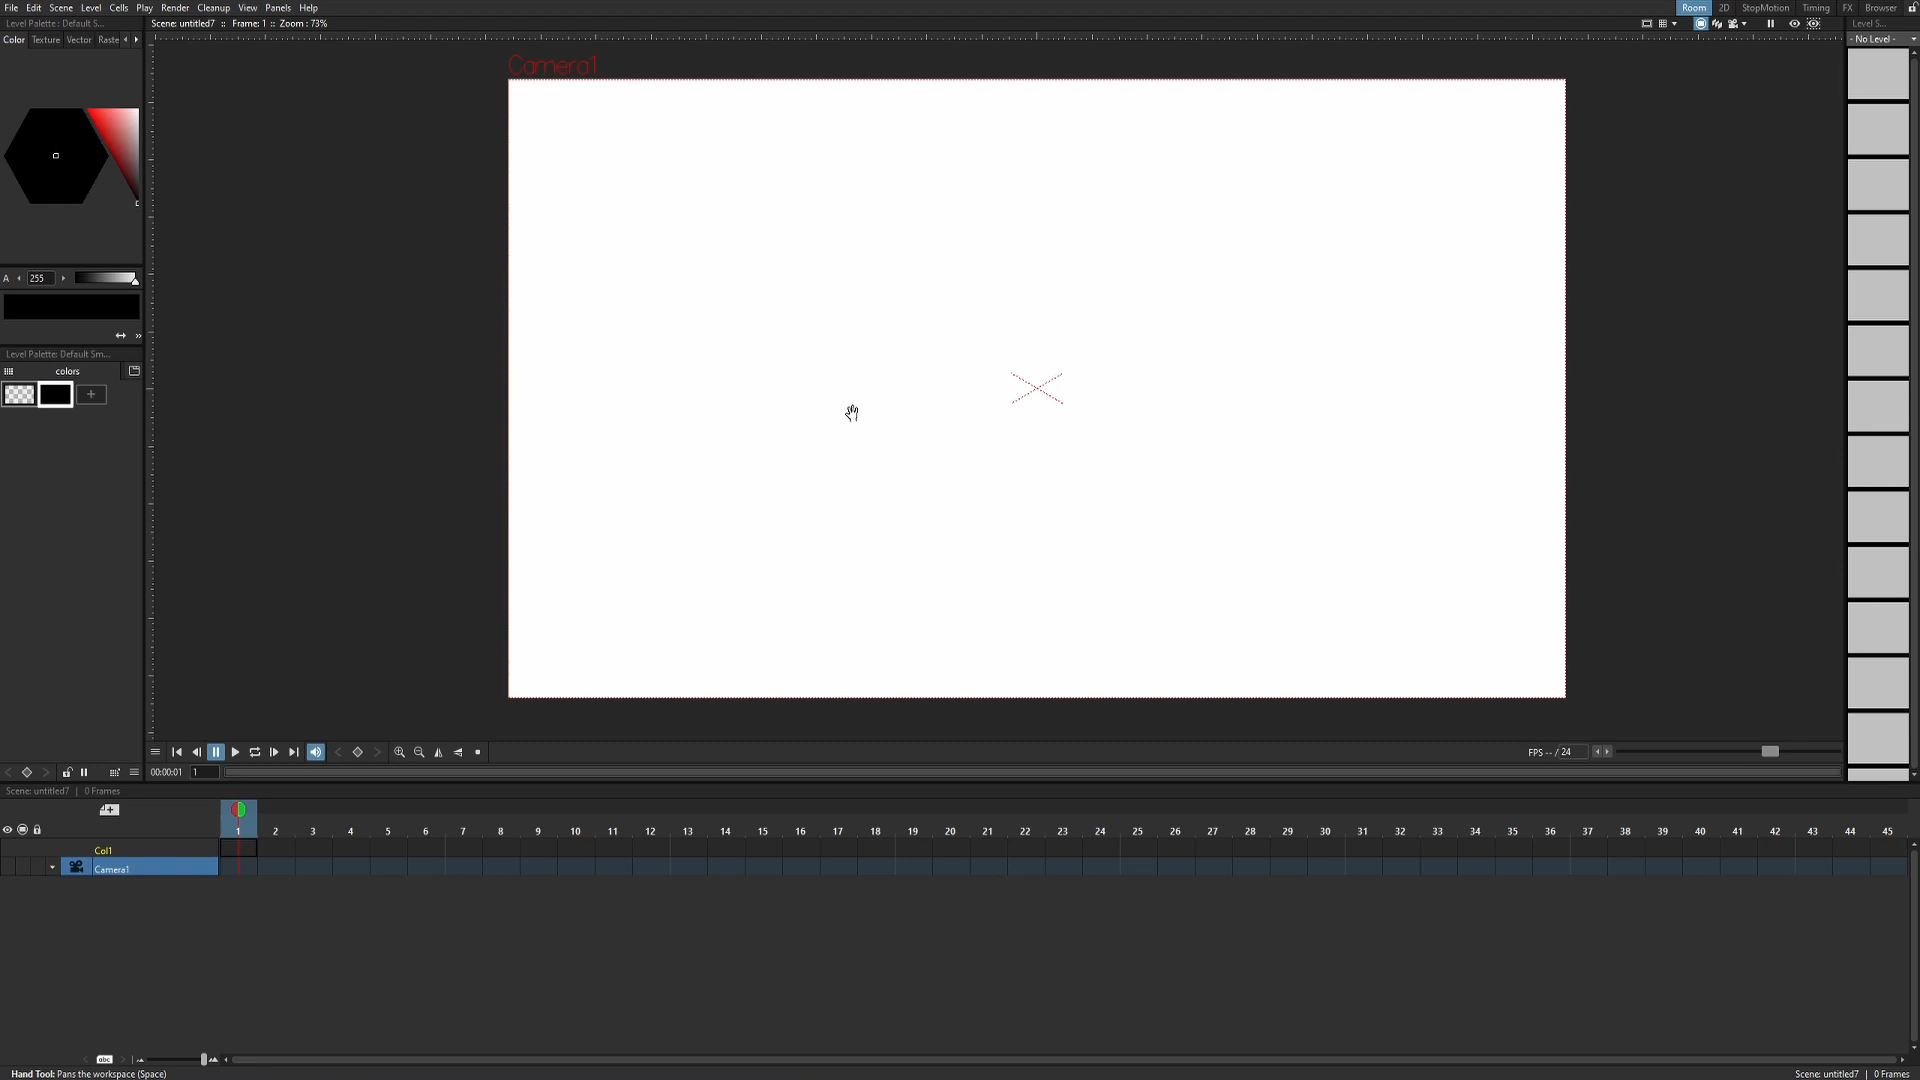 File Edit Scene Level Cells Play Render Cleanup View Panels Help
Room 2D StopMotion Timing FX Browser
Level Palette : Default S...
Scene: untitled7 :: Frame: 1 :: Zoom : 73%
Level S...
Color Texture Vector Raste
- No Level -
Camera1
A 255
Level Palette: Default Sm...
colors
FPS -- / 24
00:00:01 1
Scene: untitled7 | 0 Frames
1 2 3 4 5 6 7 8 9 10 11 12 13 14 15 16 17 18 19 20 21 22 23 24 25 26 27 28 29 30 31 32 33 34 35 36 37 38 39 40 41 42 43 44 45
Col1
Camera1
abc
Hand Tool: Pans the workspace (Space)
Scene: untitled7 | 0 Frames